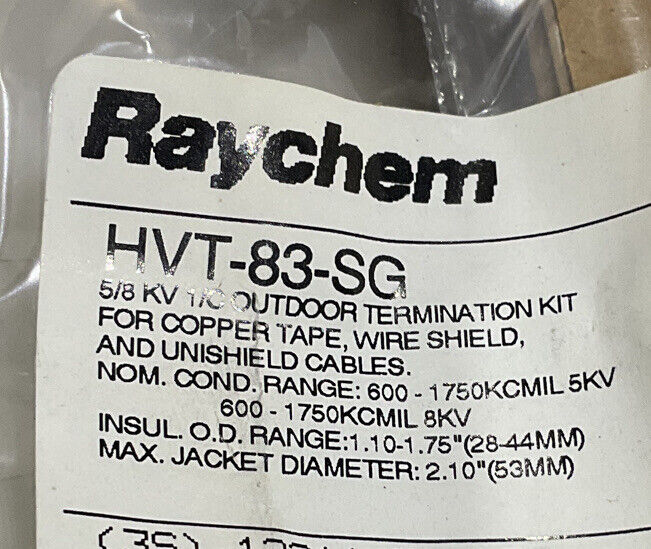 Raychem
HVT-83-SG
5/8 KV 1/C OUTDOOR TERMINATION KIT
FOR COPPER TAPE, WIRE SHIELD,
AND UNISHIELD CABLES.
NOM. COND. RANGE: 600 - 1750KCMIL 5KV
600 - 1750KCMIL 8KV
INSUL. O.D. RANGE:1.10-1.75"(28-44MM)
MAX. JACKET DIAMETER: 2.10"(53MM)